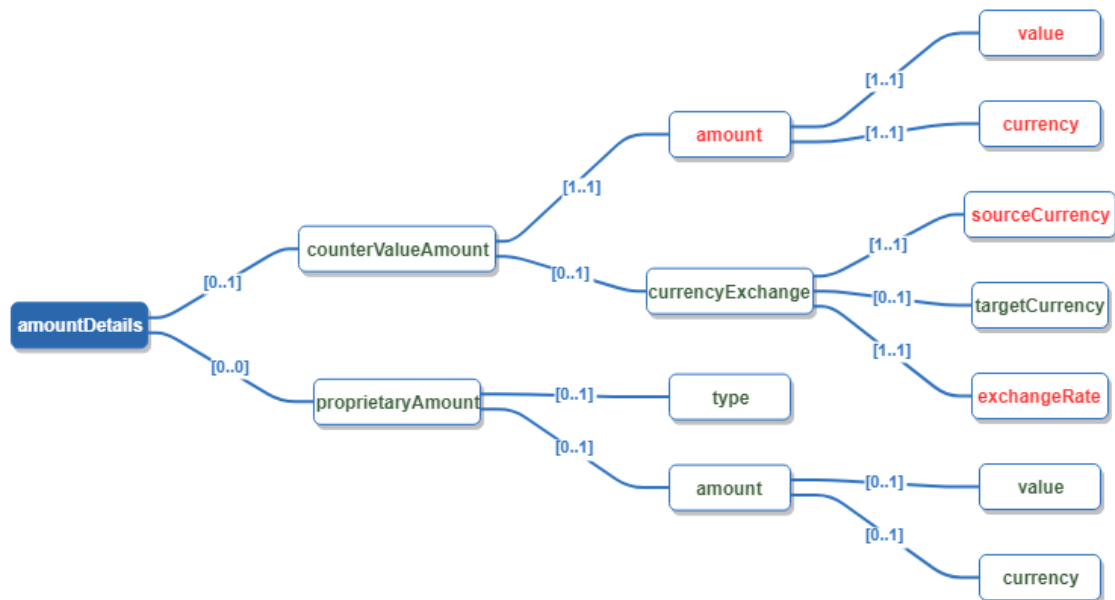 value
[1..1]
amount
[1..1]
currency
[1..1]
sourceCurrency
counterValueAmount
[1..1]
[0..1]
[0..1]
currencyExchange
[0..1]
targetCurrency
amountDetails
[1..1]
[0..0]
proprietaryAmount
[0..1]
type
exchangeRate
[0..1]
amount
[0..1]
value
[0..1]
currency